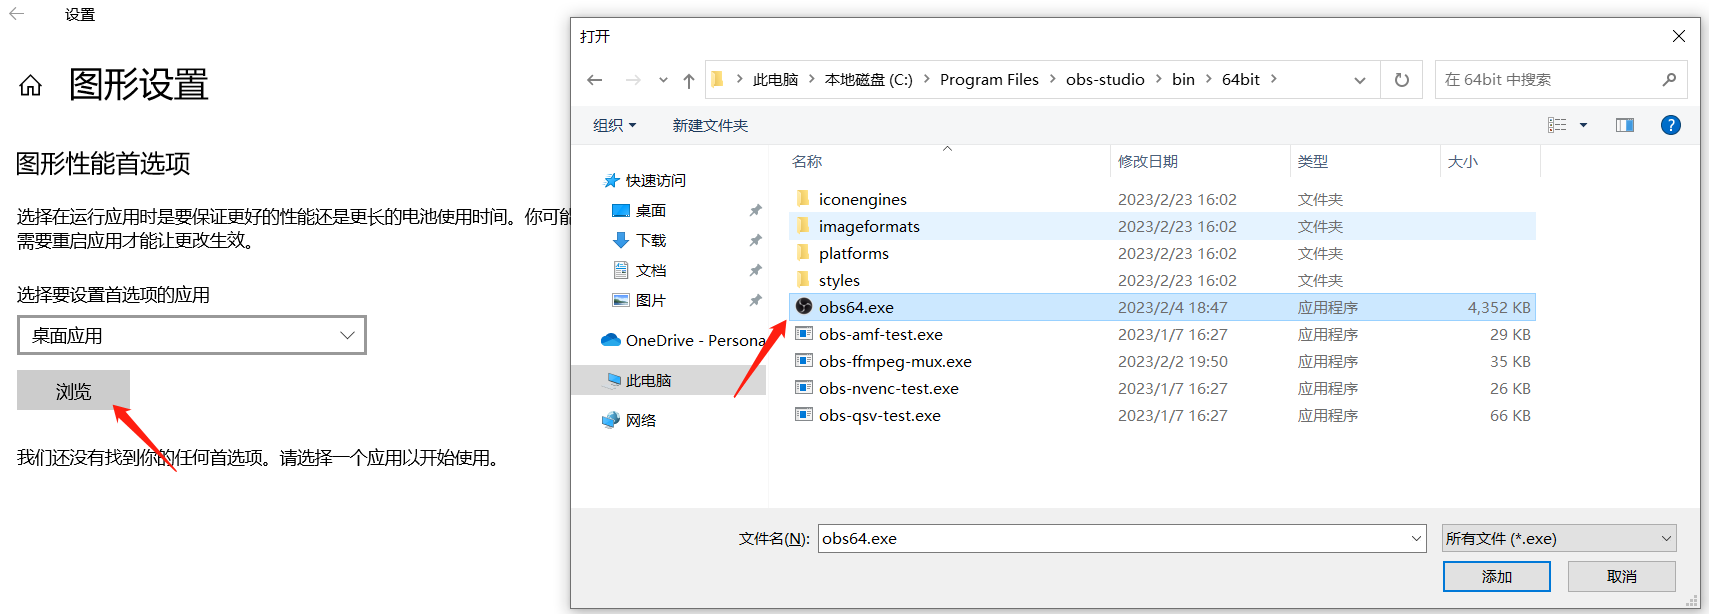 设置
图形设置
图形性能首选项
选择在运行应用时是要保证更好的性能还是更长的电池使用时间。你可能
需要重启应用才能让更改生效。
选择要设置首选项的应用
桌面应用
浏览
我们还没有找到你的任何首选项。请选择一个应用以开始使用。
打开
此电脑 本地磁盘 (C:) Program Files obs-studio bin 64bit
在 64bit 中搜索
组织 新建文件夹
快速访问
桌面
下载
文档
图片
OneDrive - Persona
此电脑
网络
名称 修改日期 类型 大小
iconengines 2023/2/23 16:02 文件夹
imageformats 2023/2/23 16:02 文件夹
platforms 2023/2/23 16:02 文件夹
styles 2023/2/23 16:02 文件夹
obs64.exe 2023/2/4 18:47 应用程序 4,352 KB
obs-amf-test.exe 2023/1/7 16:27 应用程序 29 KB
obs-ffmpeg-mux.exe 2023/2/2 19:50 应用程序 35 KB
obs-nvenc-test.exe 2023/1/7 16:27 应用程序 26 KB
obs-qsv-test.exe 2023/1/7 16:27 应用程序 66 KB
文件名(N): obs64.exe 所有文件 (*.exe)
添加 取消